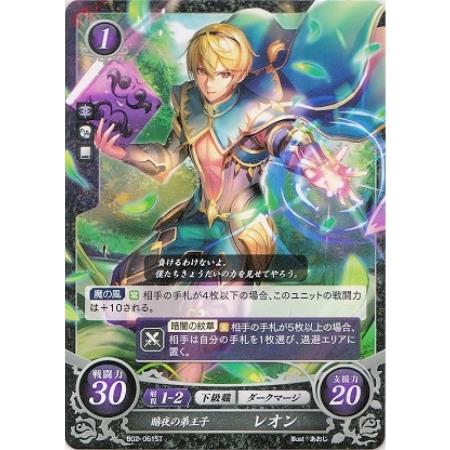 1
負けるわけないよ。
僕たちきょうだいの力を見せてやろう。
魔の風 常 相手の手札が4枚以下の場合、このユニットの戦闘力
は+10される。
暗闇の紋章 支 相手の手札が5枚以上の場合、
相手は自分の手札を1枚選び、退避エリアに
置く。
戦闘力 30
射程 1-2 下級職 ダークマージ
支援力 20
暗夜の弟王子 レオン
B02-061ST
Illust:あおじ